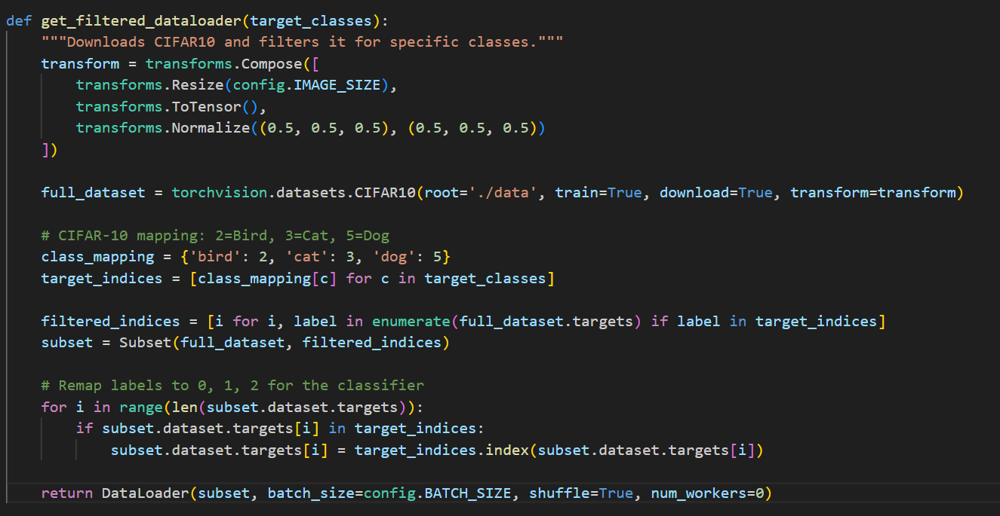 def get_filtered_dataloader(target_classes):
    """Downloads CIFAR10 and filters it for specific classes."""
    transform = transforms.Compose([
        transforms.Resize(config.IMAGE_SIZE),
        transforms.ToTensor(),
        transforms.Normalize((0.5, 0.5, 0.5), (0.5, 0.5, 0.5))
    ])

    full_dataset = torchvision.datasets.CIFAR10(root='./data', train=True, download=True, transform=transform)

    # CIFAR-10 mapping: 2=Bird, 3=Cat, 5=Dog
    class_mapping = {'bird': 2, 'cat': 3, 'dog': 5}
    target_indices = [class_mapping[c] for c in target_classes]

    filtered_indices = [i for i, label in enumerate(full_dataset.targets) if label in target_indices]
    subset = Subset(full_dataset, filtered_indices)

    # Remap labels to 0, 1, 2 for the classifier
    for i in range(len(subset.dataset.targets)):
        if subset.dataset.targets[i] in target_indices:
            subset.dataset.targets[i] = target_indices.index(subset.dataset.targets[i])

    return DataLoader(subset, batch_size=config.BATCH_SIZE, shuffle=True, num_workers=0)